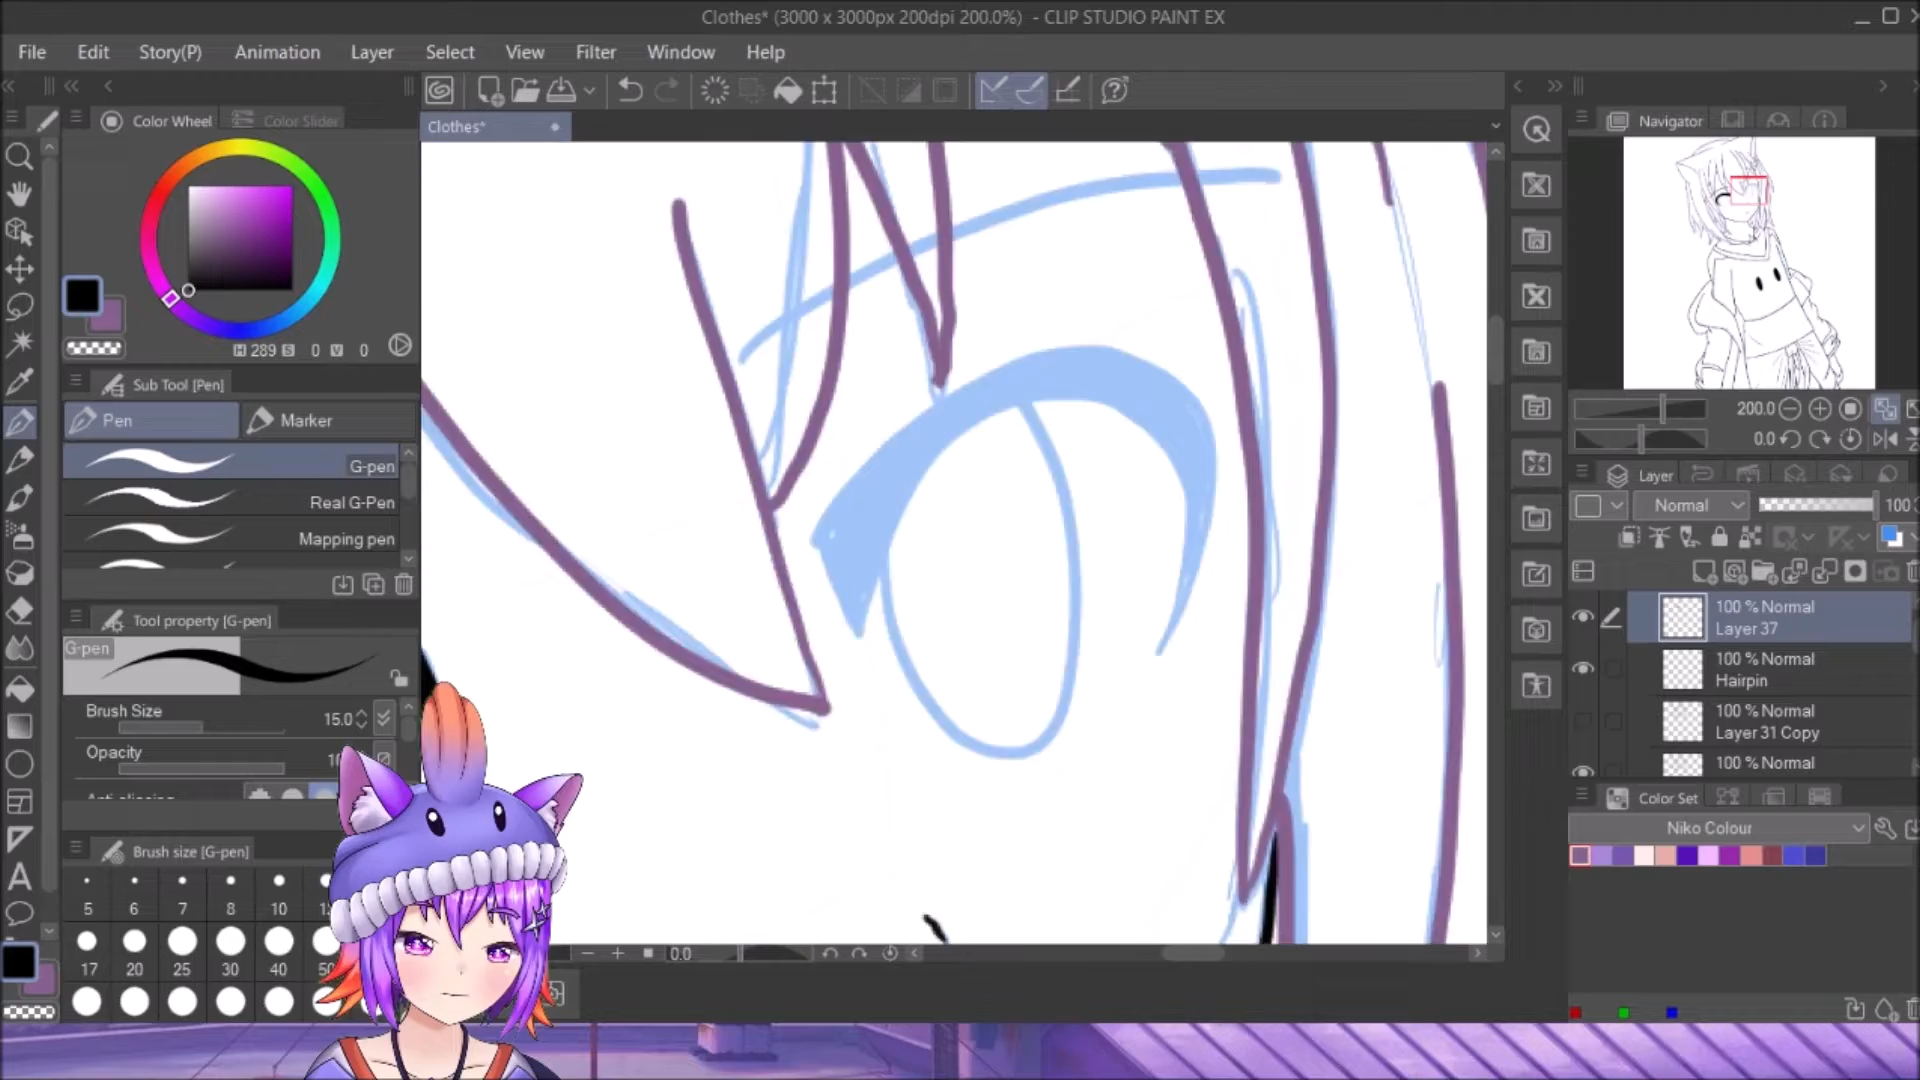 Clothes* (3000 x 3000px 200dpi 200.0%) - CLIP STUDIO PAINT EX
File Edit Story(P) Animation Layer Select View Filter Window Help
Color Wheel Color Slider
Clothes*
Navigator
H 289 S 0 V 0
Sub Tool [Pen]
Pen Marker
G-pen
Real G-Pen
Mapping pen
Tool property [G-pen]
G-pen
Brush Size 15.0
Opacity
Brush size [G-pen]
5 6 7 8 10
17 20 25 30 40 50
0.0
200.0
0.0
Layer
Normal 100
100 % Normal
Layer 37
100 % Normal
Hairpin
100 % Normal
Layer 31 Copy
100 % Normal
Color Set
Niko Colour